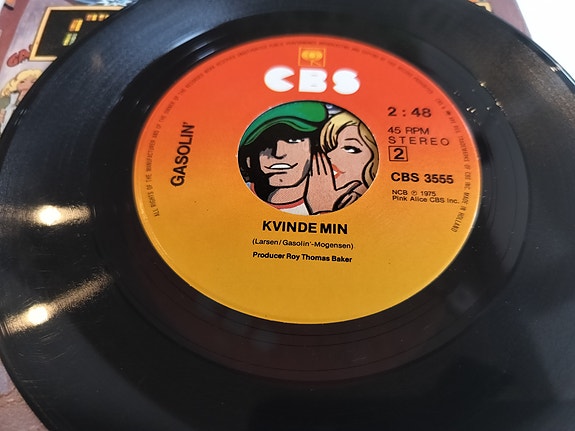 CBS
GASOLIN'
2:48
45 RPM
STEREO
2
CBS 3555
NCB ℗ 1975
Pink Alice CBS Inc.
KVINDE MIN
(Larsen/Gasolin'-Mogensen)
Producer Roy Thomas Baker